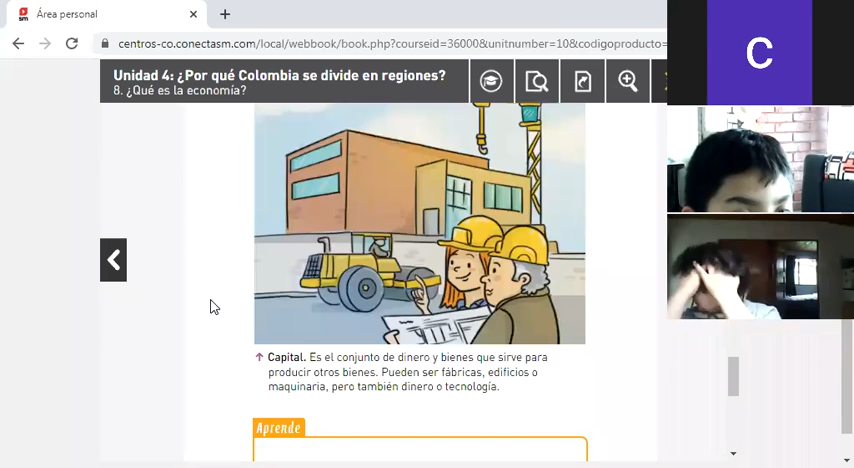 sm
Área personal
centros-co.conectasm.com/local/webbook/book.php?courseid=36000&unitnumber=10&codigoproducto=
Unidad 4: ¿Por qué Colombia se divide en regiones?
8. ¿Qué es la economía?
C
↑ Capital. Es el conjunto de dinero y bienes que sirve para
producir otros bienes. Pueden ser fábricas, edificios o
maquinaria, pero también dinero o tecnología.
Aprende